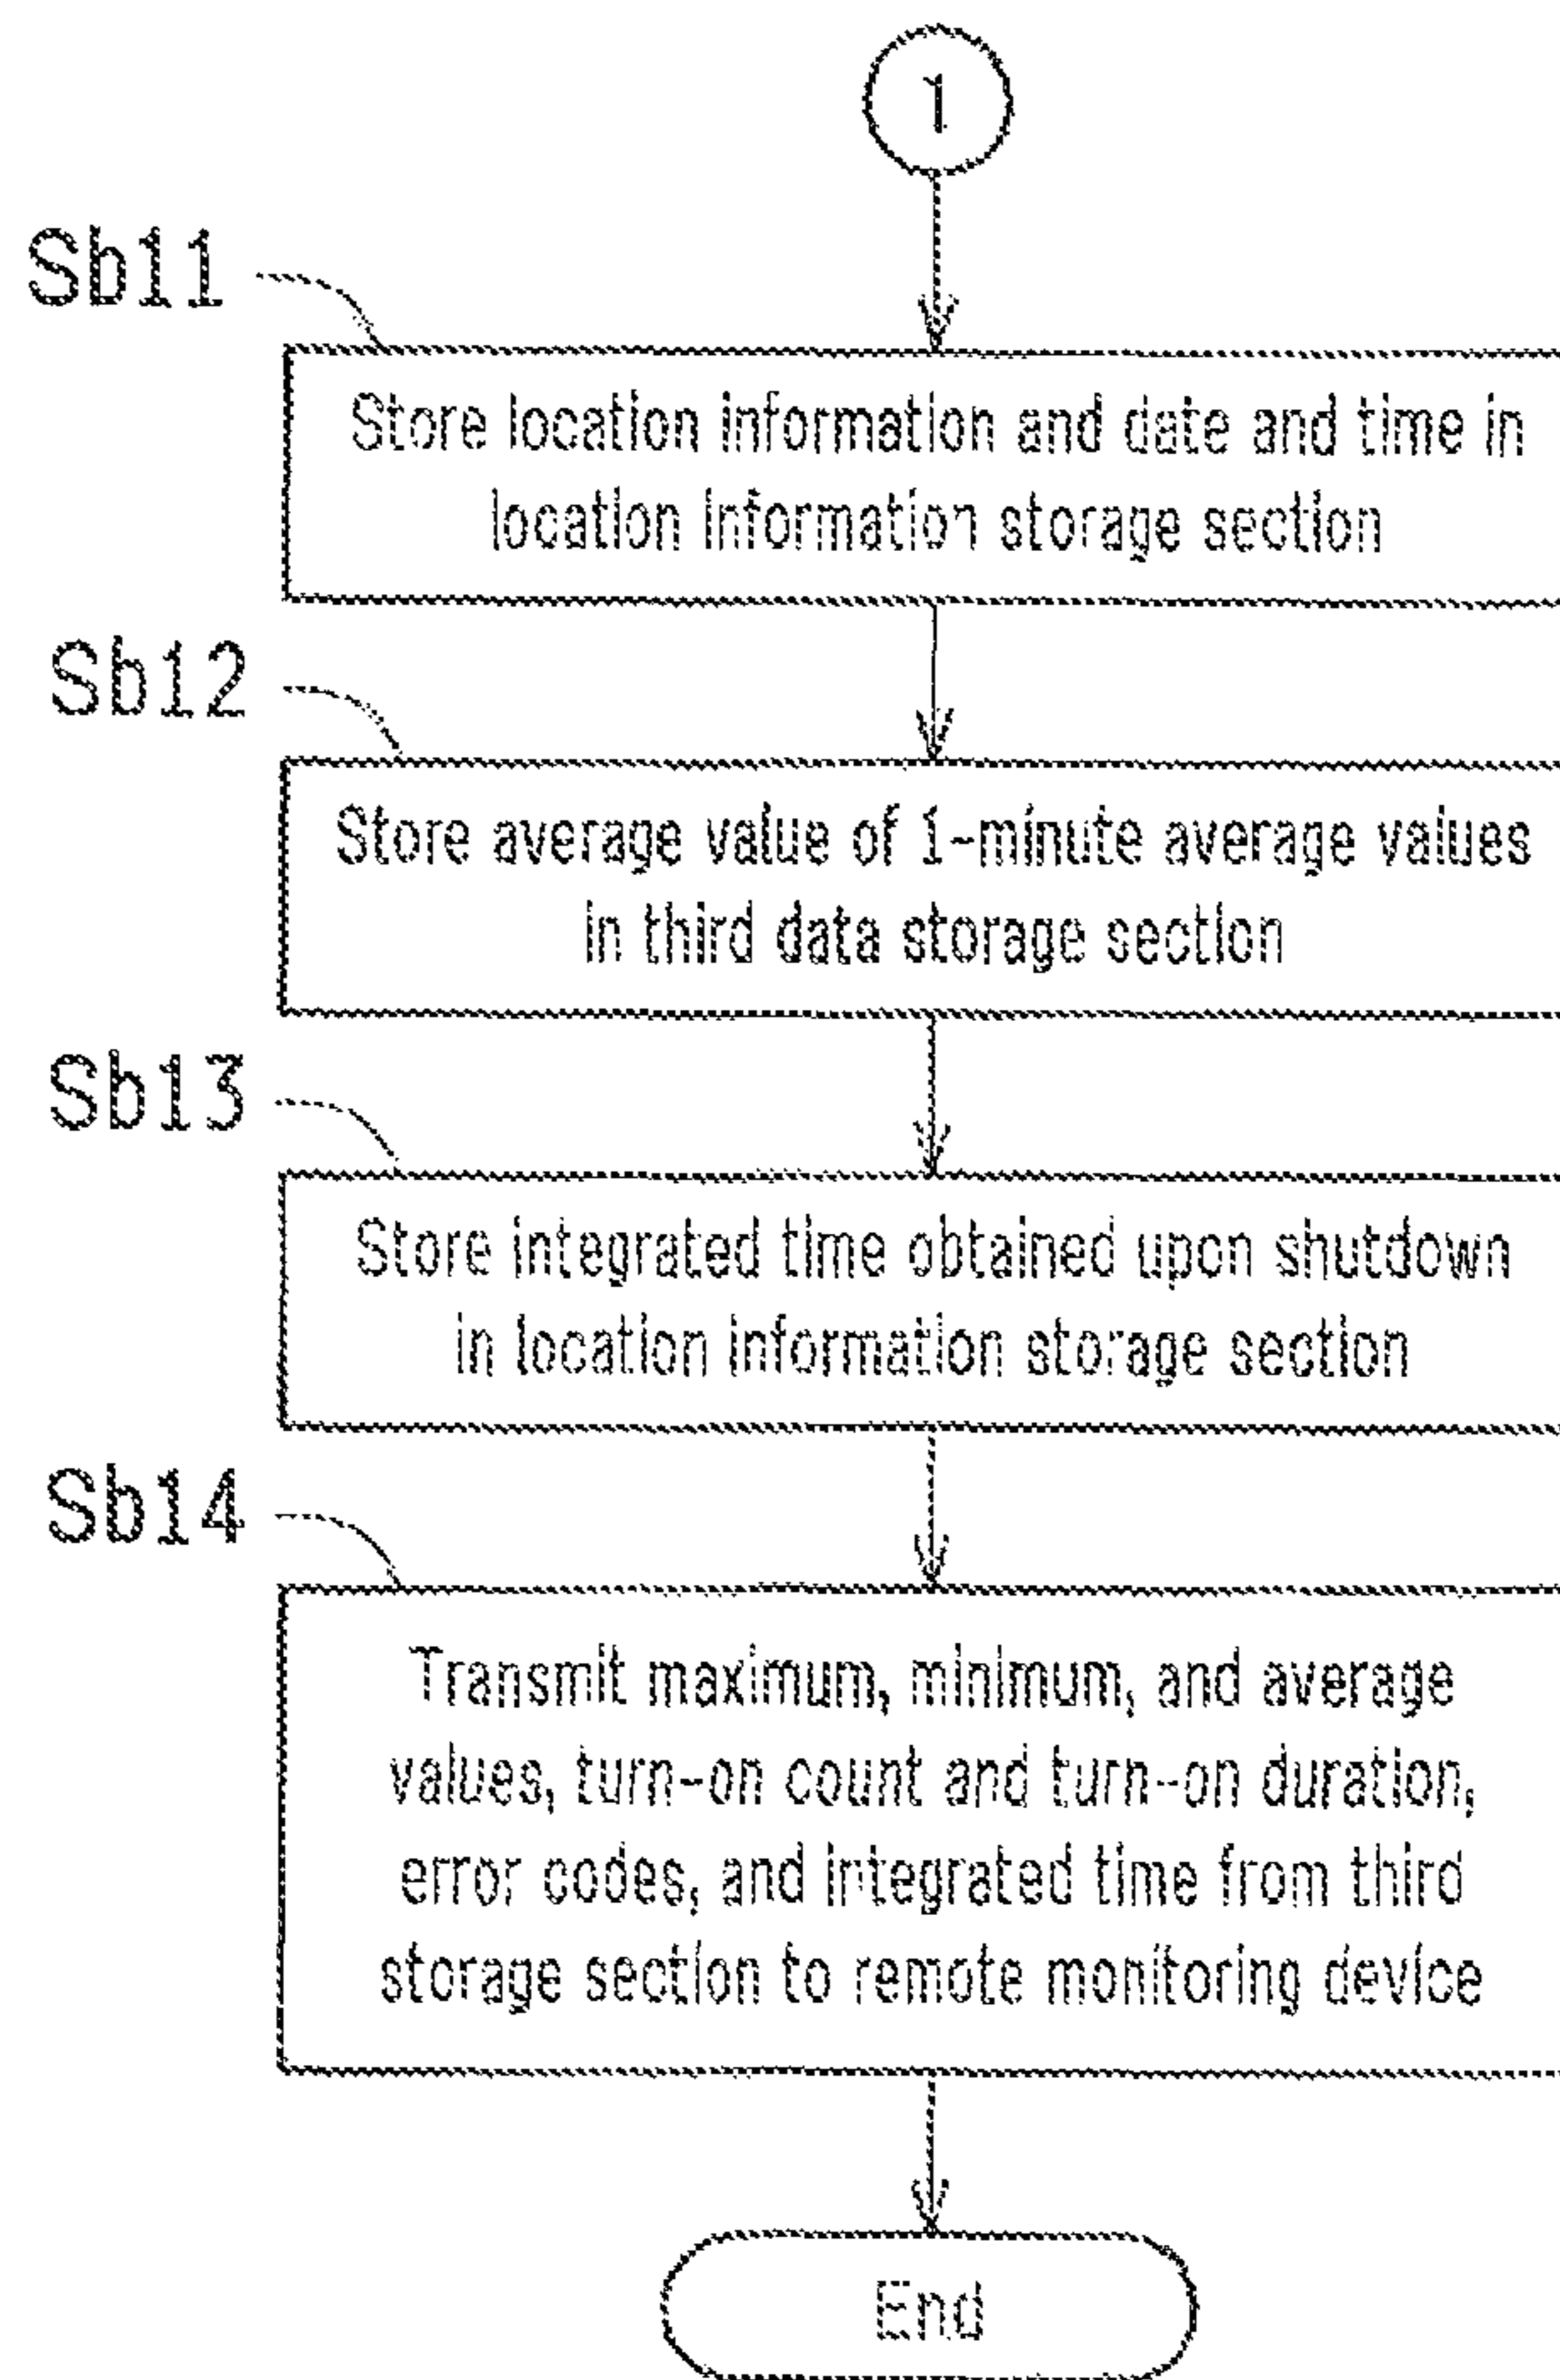 1
Sb11
Store location information and date and time in
location information storage section
Sb12
Store average value of 1-minute average values
in third data storage section
Sb13
Store integrated time obtained upon shutdown
in location information storage section
Sb14
Transmit maximum, minimum, and average
values, turn-on count and turn-on duration,
error codes, and integrated time from third
storage section to remote monitoring device
End